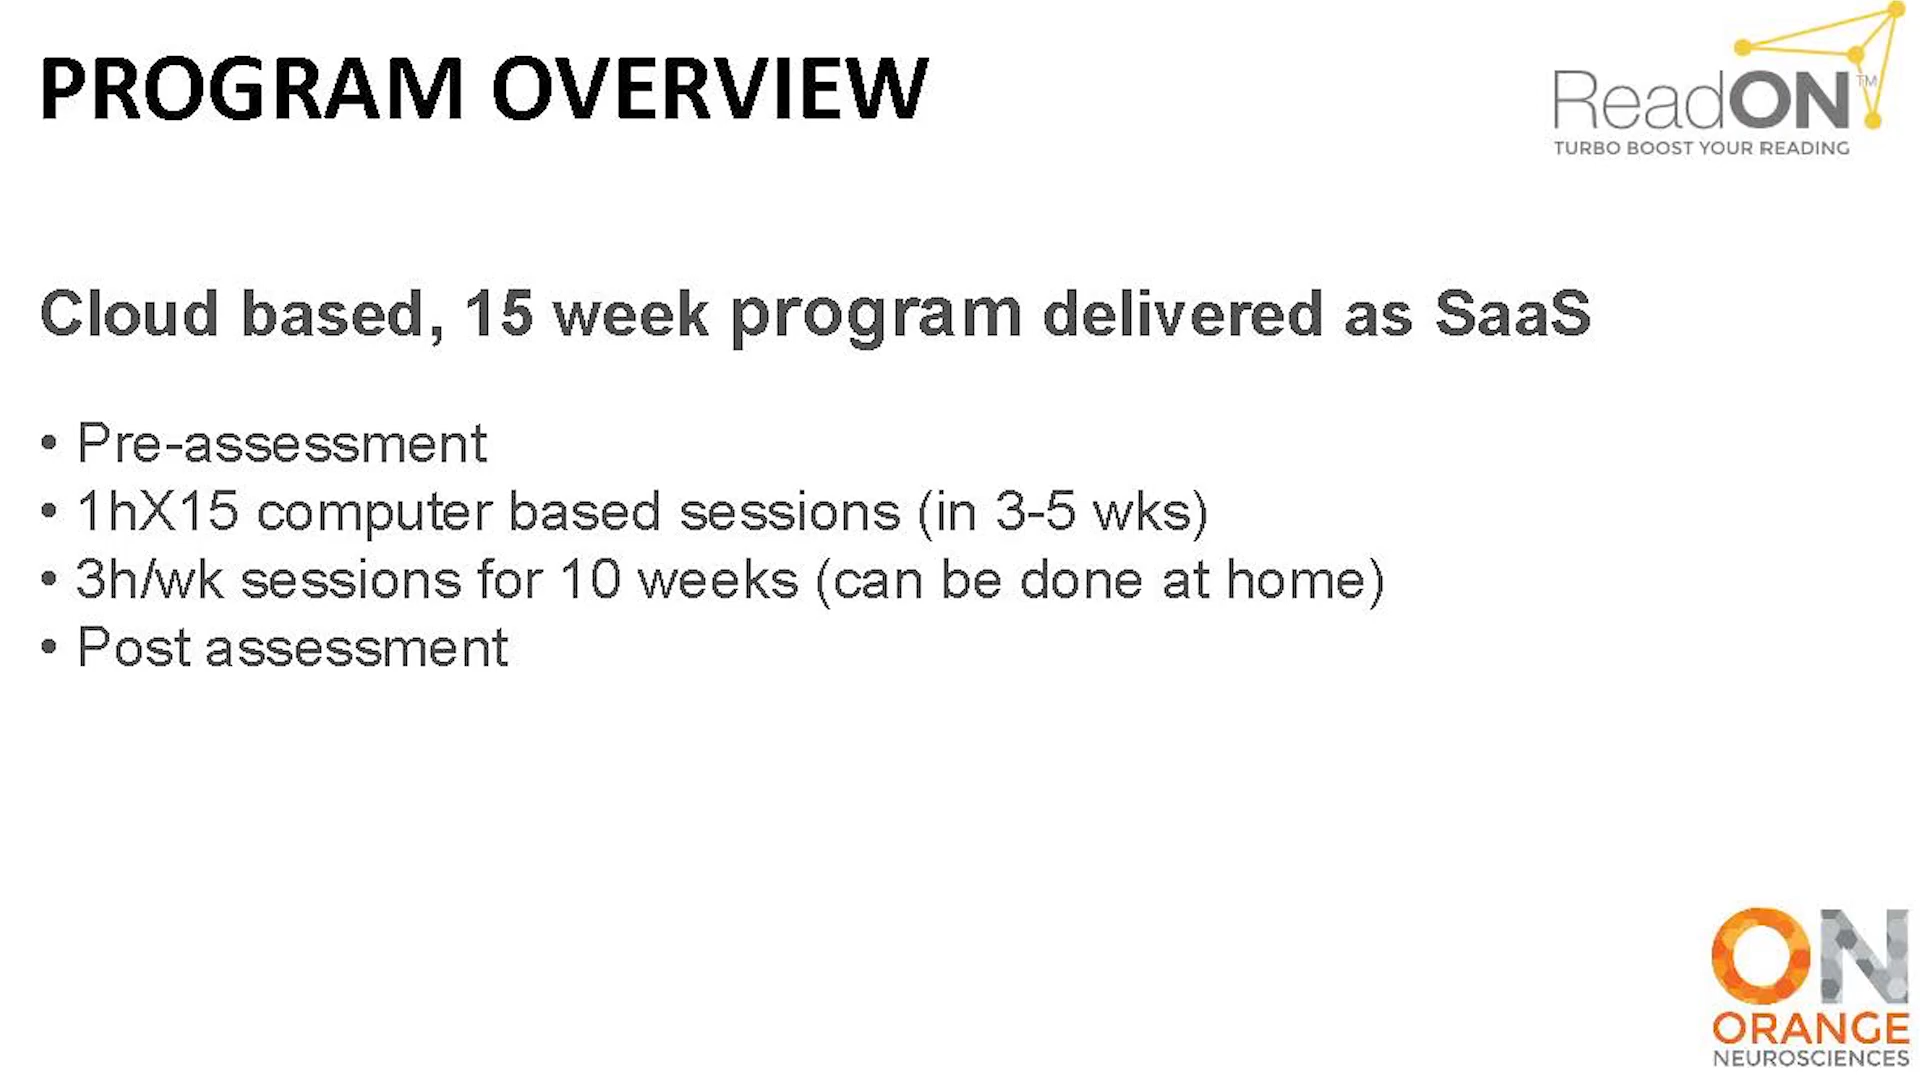 PROGRAM OVERVIEW
ReadON™
TURBO BOOST YOUR READING
Cloud based, 15 week program delivered as SaaS
• Pre-assessment
• 1hX15 computer based sessions (in 3-5 wks)
• 3h/wk sessions for 10 weeks (can be done at home)
• Post assessment
ON
ORANGE
NEUROSCIENCES